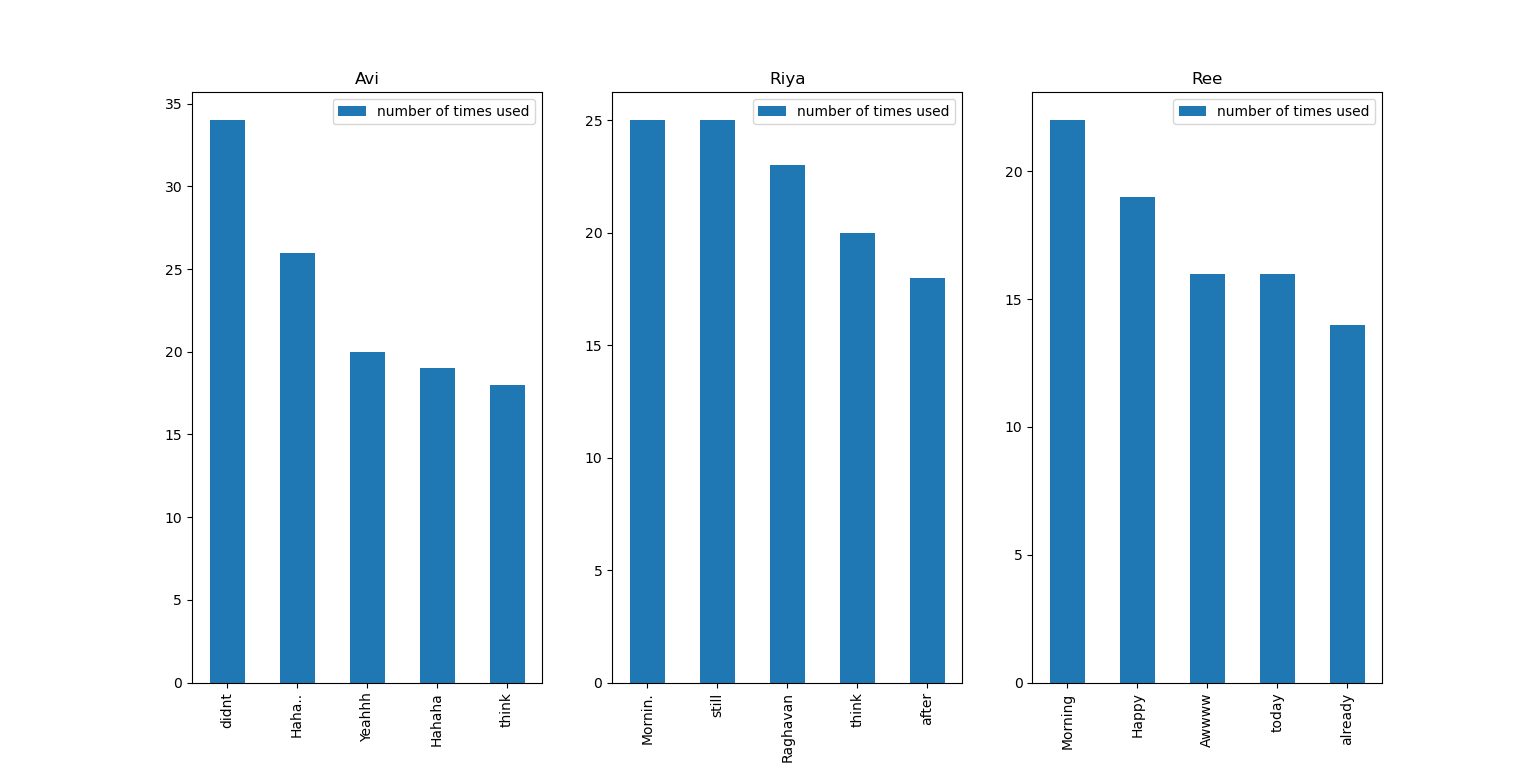 Avi
number of times used
35
30
25
20
15
10
5
0
didnt
Haha..
Yeahhh
Hahaha
think
Riya
number of times used
25
20
15
10
5
0
Mornin.
still
Raghavan
think
after
Ree
number of times used
20
15
10
5
0
Morning
Happy
Awwww
today
already